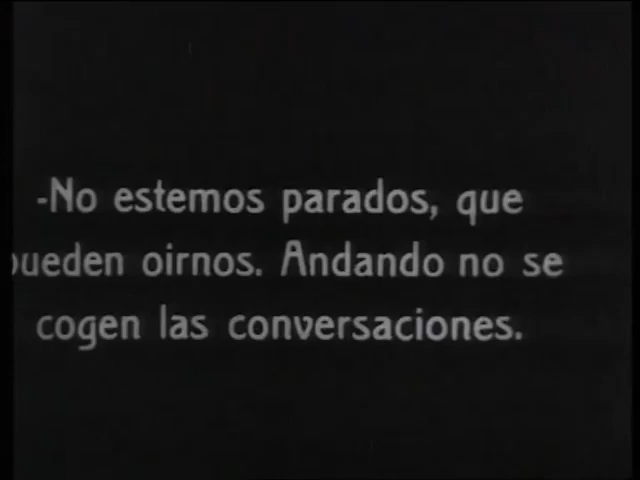 -No estemos parados, que
pueden oirnos. Andando no se
cogen las conversaciones.